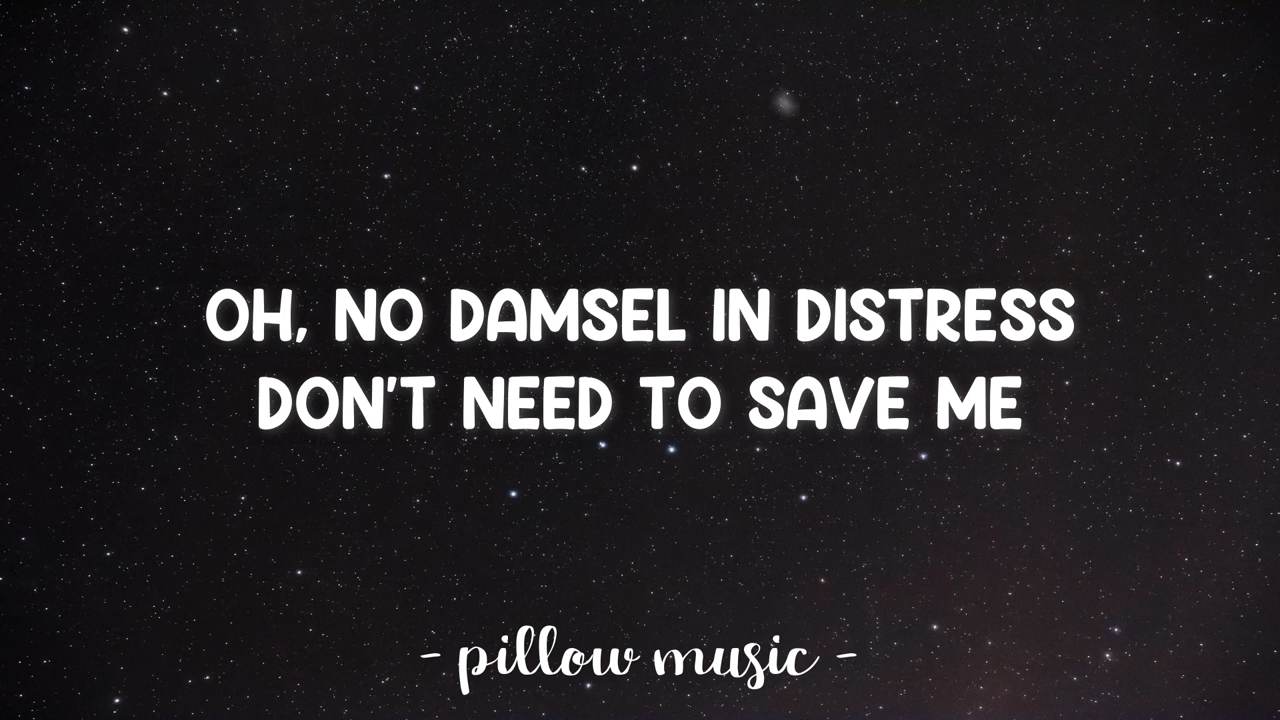 OH, NO DAMSEL IN DISTRESS
DON'T NEED TO SAVE ME
- pillow music -